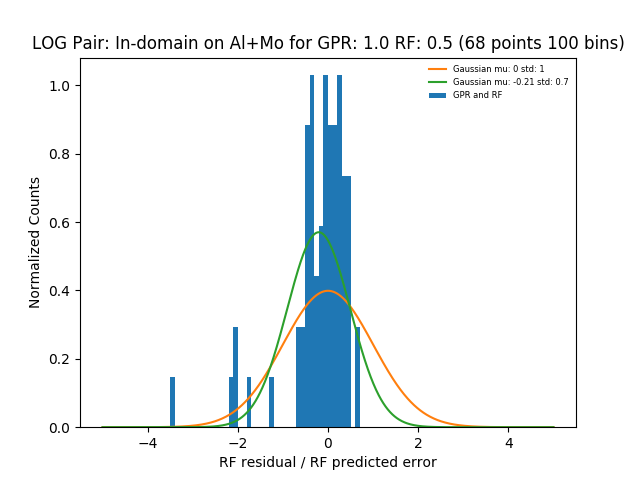 LOG Pair: In-domain on Al+Mo for GPR: 1.0 RF: 0.5 (68 points 100 bins)
Gaussian mu: 0 std: 1
Gaussian mu: -0.21 std: 0.7
GPR and RF
Normalized Counts
1.0
0.8
0.6
0.4
0.2
0.0
−4 −2 0 2 4
RF residual / RF predicted error